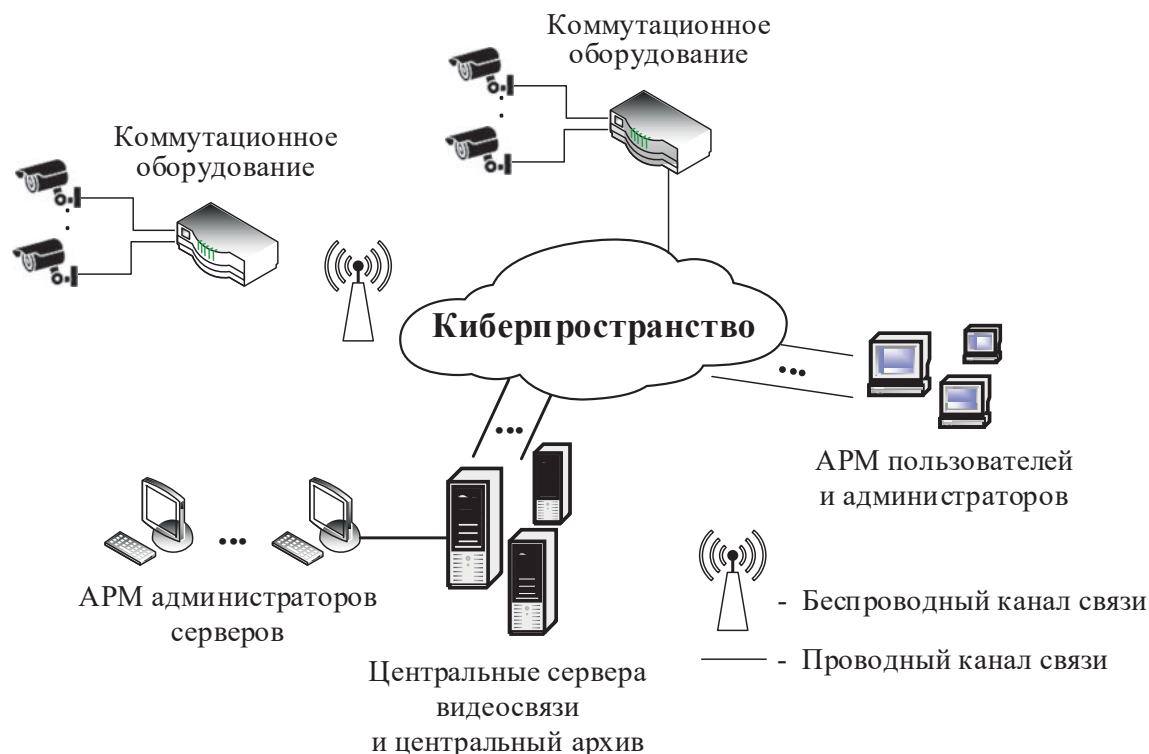 Коммутационное
оборудование
Коммутационное
оборудование
Киберпространство
АРМ пользователей
и администраторов
АРМ администраторов
серверов
- Беспроводный канал связи
- Проводный канал связи
Центральные сервера
видеосвязи
и центральный архив